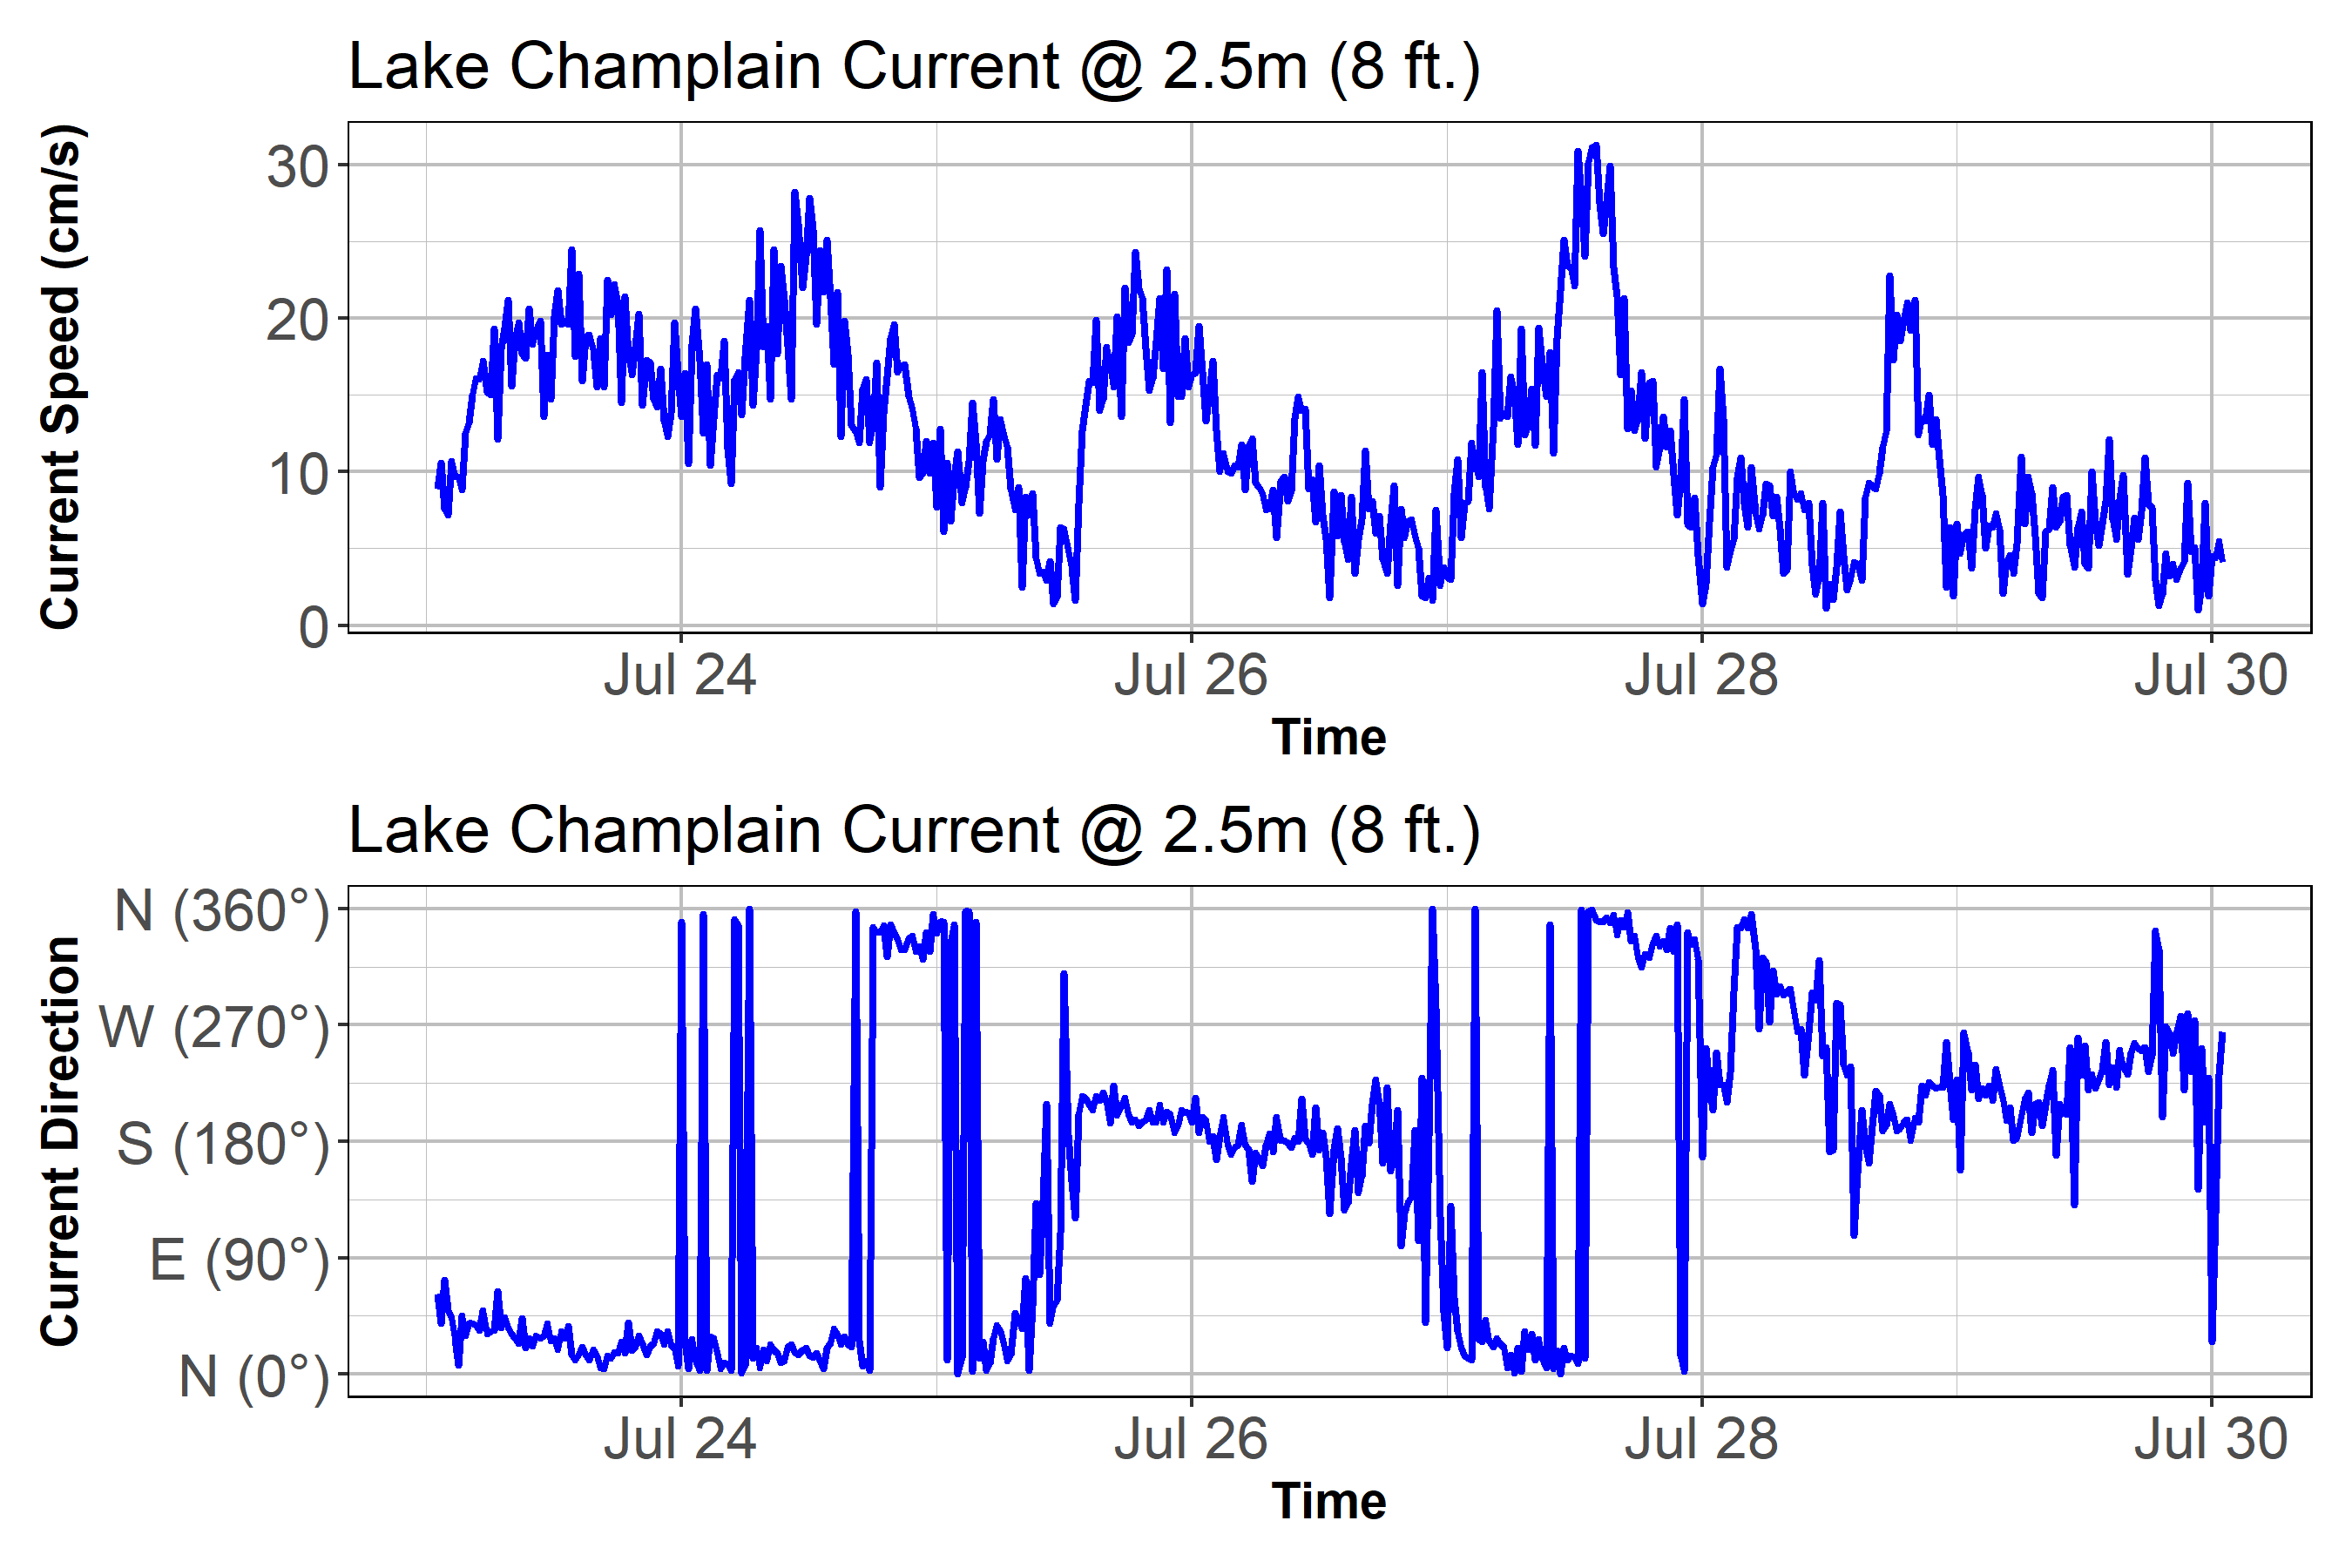 Lake Champlain Current @ 2.5m (8 ft.)
Current Speed (cm/s)
30
20
10
0
Jul 24 Jul 26 Jul 28 Jul 30
Time
Lake Champlain Current @ 2.5m (8 ft.)
Current Direction
N (360°)
W (270°)
S (180°)
E (90°)
N (0°)
Jul 24 Jul 26 Jul 28 Jul 30
Time